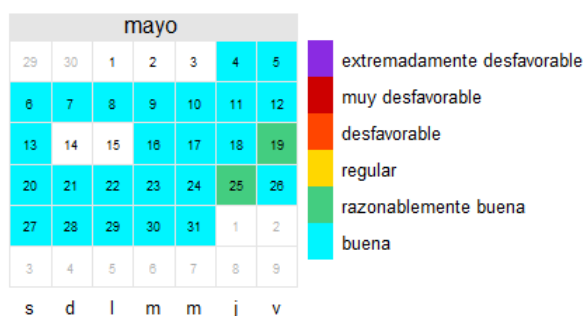 mayo
29 30 1 2 3 4 5
6 7 8 9 10 11 12
13 14 15 16 17 18 19
20 21 22 23 24 25 26
27 28 29 30 31 1 2
3 4 5 6 7 8 9
s d l m m j v
extremadamente desfavorable
muy desfavorable
desfavorable
regular
razonablemente buena
buena